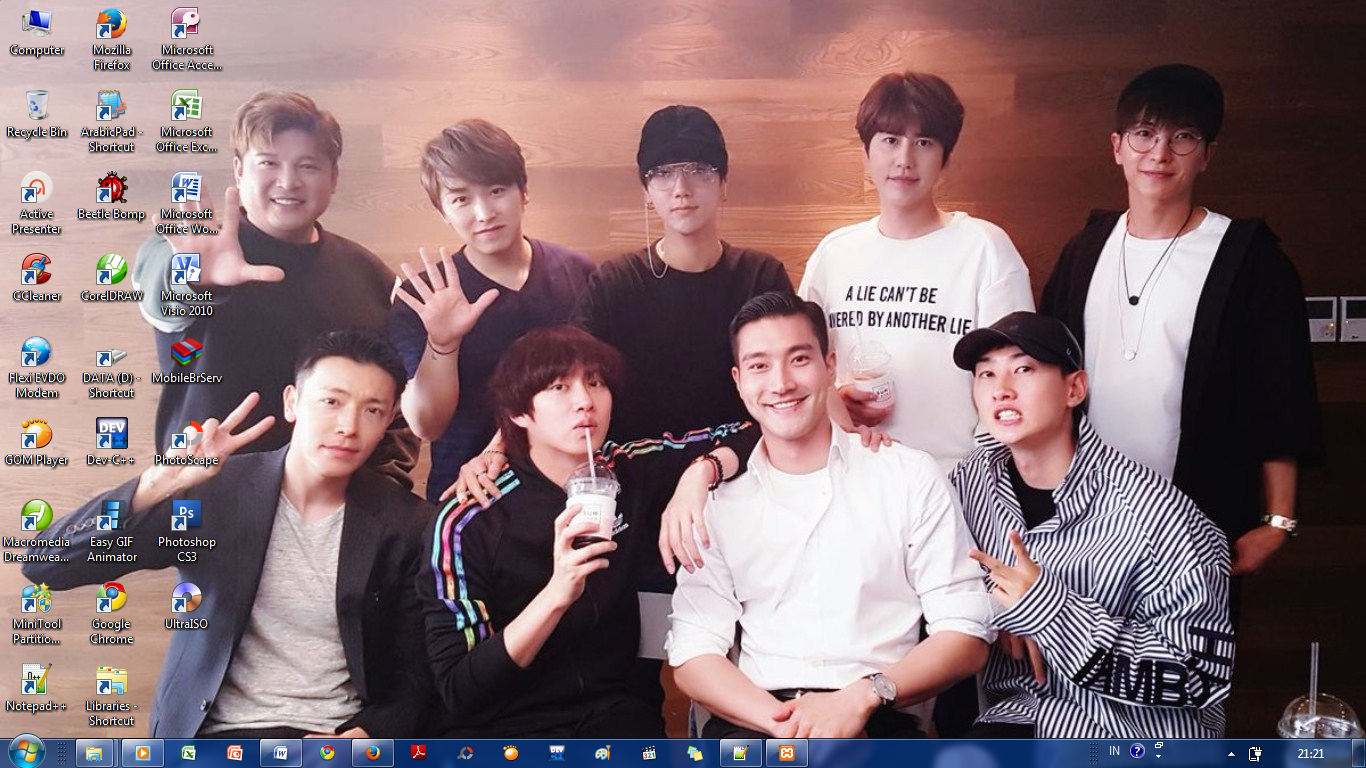 Computer
Mozilla
Firefox
Microsoft
Office Acce...
Recycle Bin
ArabicPad -
Shortcut
Microsoft
Office Exc...
Active
Presenter
Beetle Bomp
Microsoft
Office Wo...
CCleaner
CorelDRAW
Microsoft
Visio 2010
Flexi EVDO
Modem
DATA (D) -
Shortcut
MobileBrServ
GOM Player
DEV
Dev-C++
PhotoScape
Macromedia
Dreamwea...
Easy GIF
Animator
Ps
Photoshop
CS3
MiniTool
Partitio...
Google
Chrome
UltraISO
Notepad++
Libraries -
Shortcut
A LIE CAN'T BE
BY ANOTHER LIE
AMB
IN
21:21